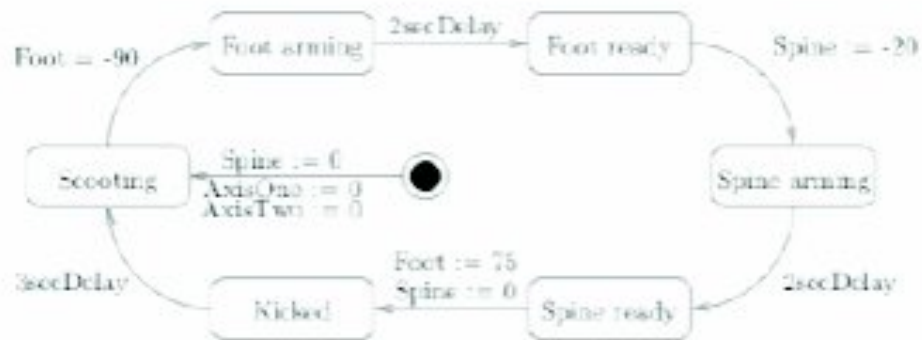 2secDelay
Foot arming
Foot ready
Foot = -90
Spine := -20
Spine := 0
Scooting
AxisOne := 0
AxisTwo := 0
Spine arming
Foot := 75
3secDelay
2secDelay
Spine := 0
Kicked
Spine ready